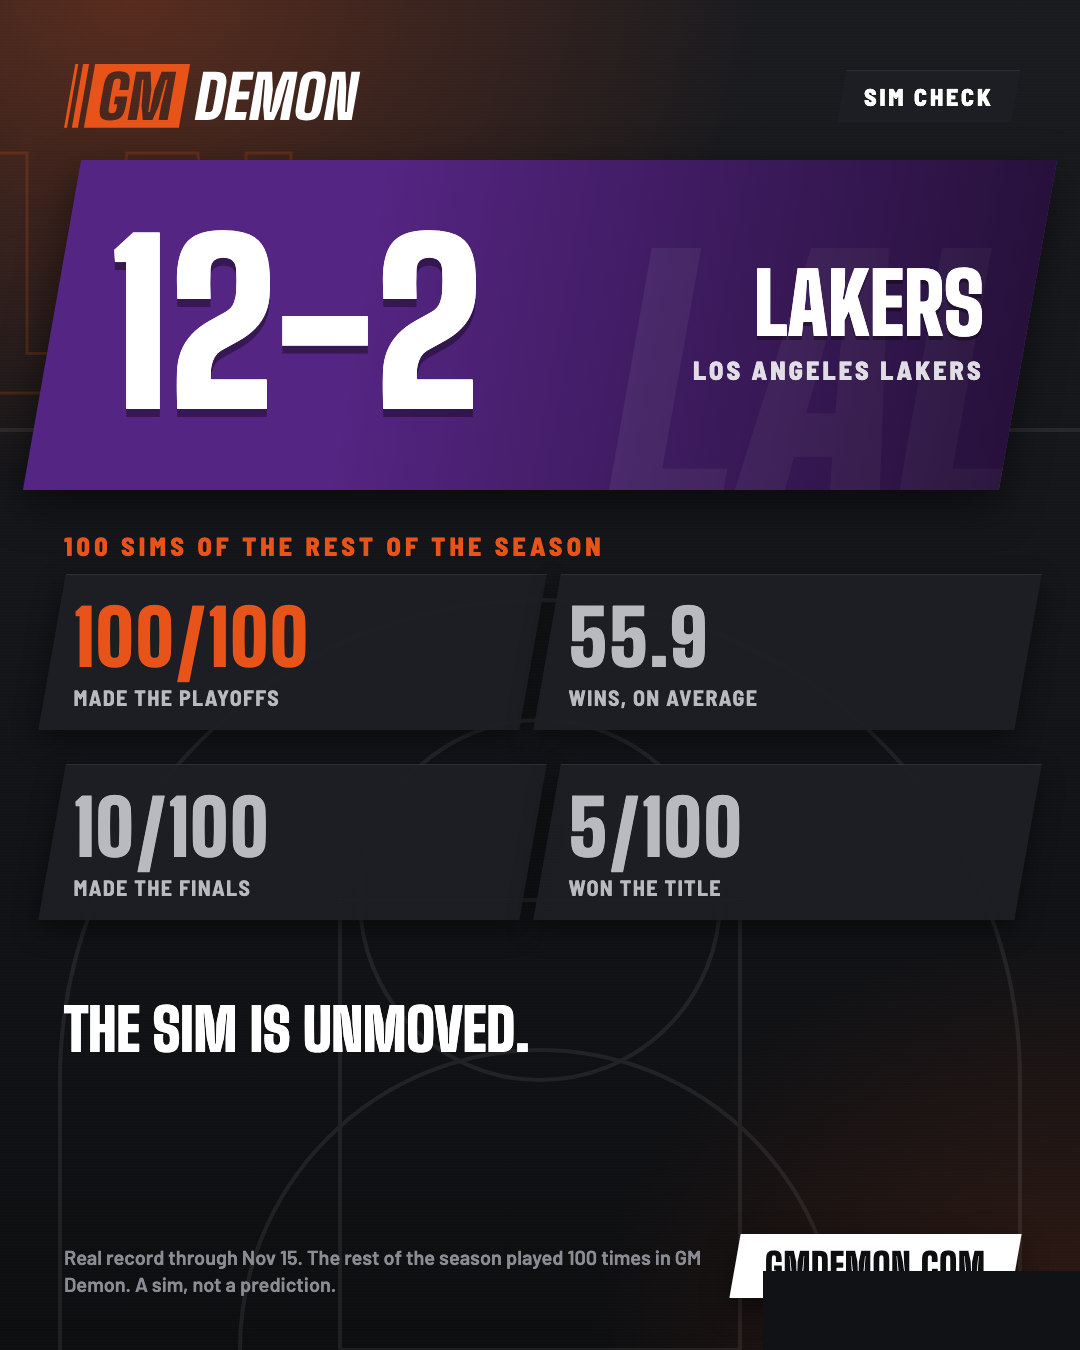 GM DEMON
SIM CHECK
12–2
LAKERS
LOS ANGELES LAKERS
LAL
100 SIMS OF THE REST OF THE SEASON
100/100
MADE THE PLAYOFFS
55.9
WINS, ON AVERAGE
10/100
MADE THE FINALS
5/100
WON THE TITLE
THE SIM IS UNMOVED.
Real record through Nov 15. The rest of the season played 100 times in GM
Demon. A sim, not a prediction.
GMDEMON.COM